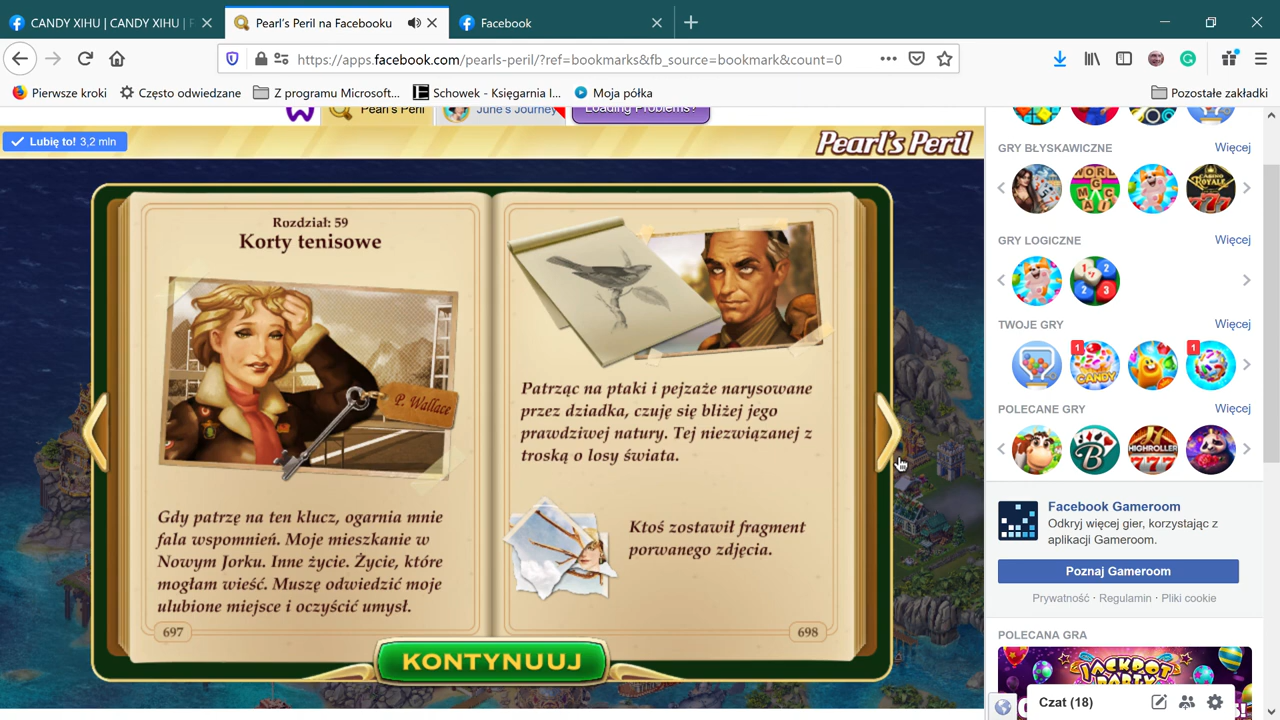 CANDY XIHU | CANDY XIHU | F
Pearl's Peril na Facebooku
Facebook
https://apps.facebook.com/pearls-peril/?ref=bookmarks&fb_source=bookmark&count=0
Pierwsze kroki
Często odwiedzane
Z programu Microsoft...
Schowek - Księgarnia I...
Moja półka
Pozostałe zakładki
Pearl's Peril
June's Journey
Loading Problems?
Lubię to! 3,2 mln
Pearl's Peril
Rozdział: 59
Korty tenisowe
P. Wallace
Gdy patrzę na ten klucz, ogarnia mnie
fala wspomnień. Moje mieszkanie w
Nowym Jorku. Inne życie. Życie, które
mogłam wieść. Muszę odwiedzić moje
ulubione miejsce i oczyścić umysł.
697
Patrząc na ptaki i pejzaże narysowane
przez dziadka, czuję się bliżej jego
prawdziwej natury. Tej niezwiązanej z
troską o losy świata.
Ktoś zostawił fragment
porwanego zdjęcia.
698
KONTYNUUJ
GRY BŁYSKAWICZNE
Więcej
GRY LOGICZNE
Więcej
TWOJE GRY
Więcej
1
1
POLECANE GRY
Więcej
HIGHROLLER
777
Facebook Gameroom
Odkryj więcej gier, korzystając z
aplikacji Gameroom.
Poznaj Gameroom
Prywatność · Regulamin · Pliki cookie
POLECANA GRA
JACKPOT
PARTY
Czat (18)